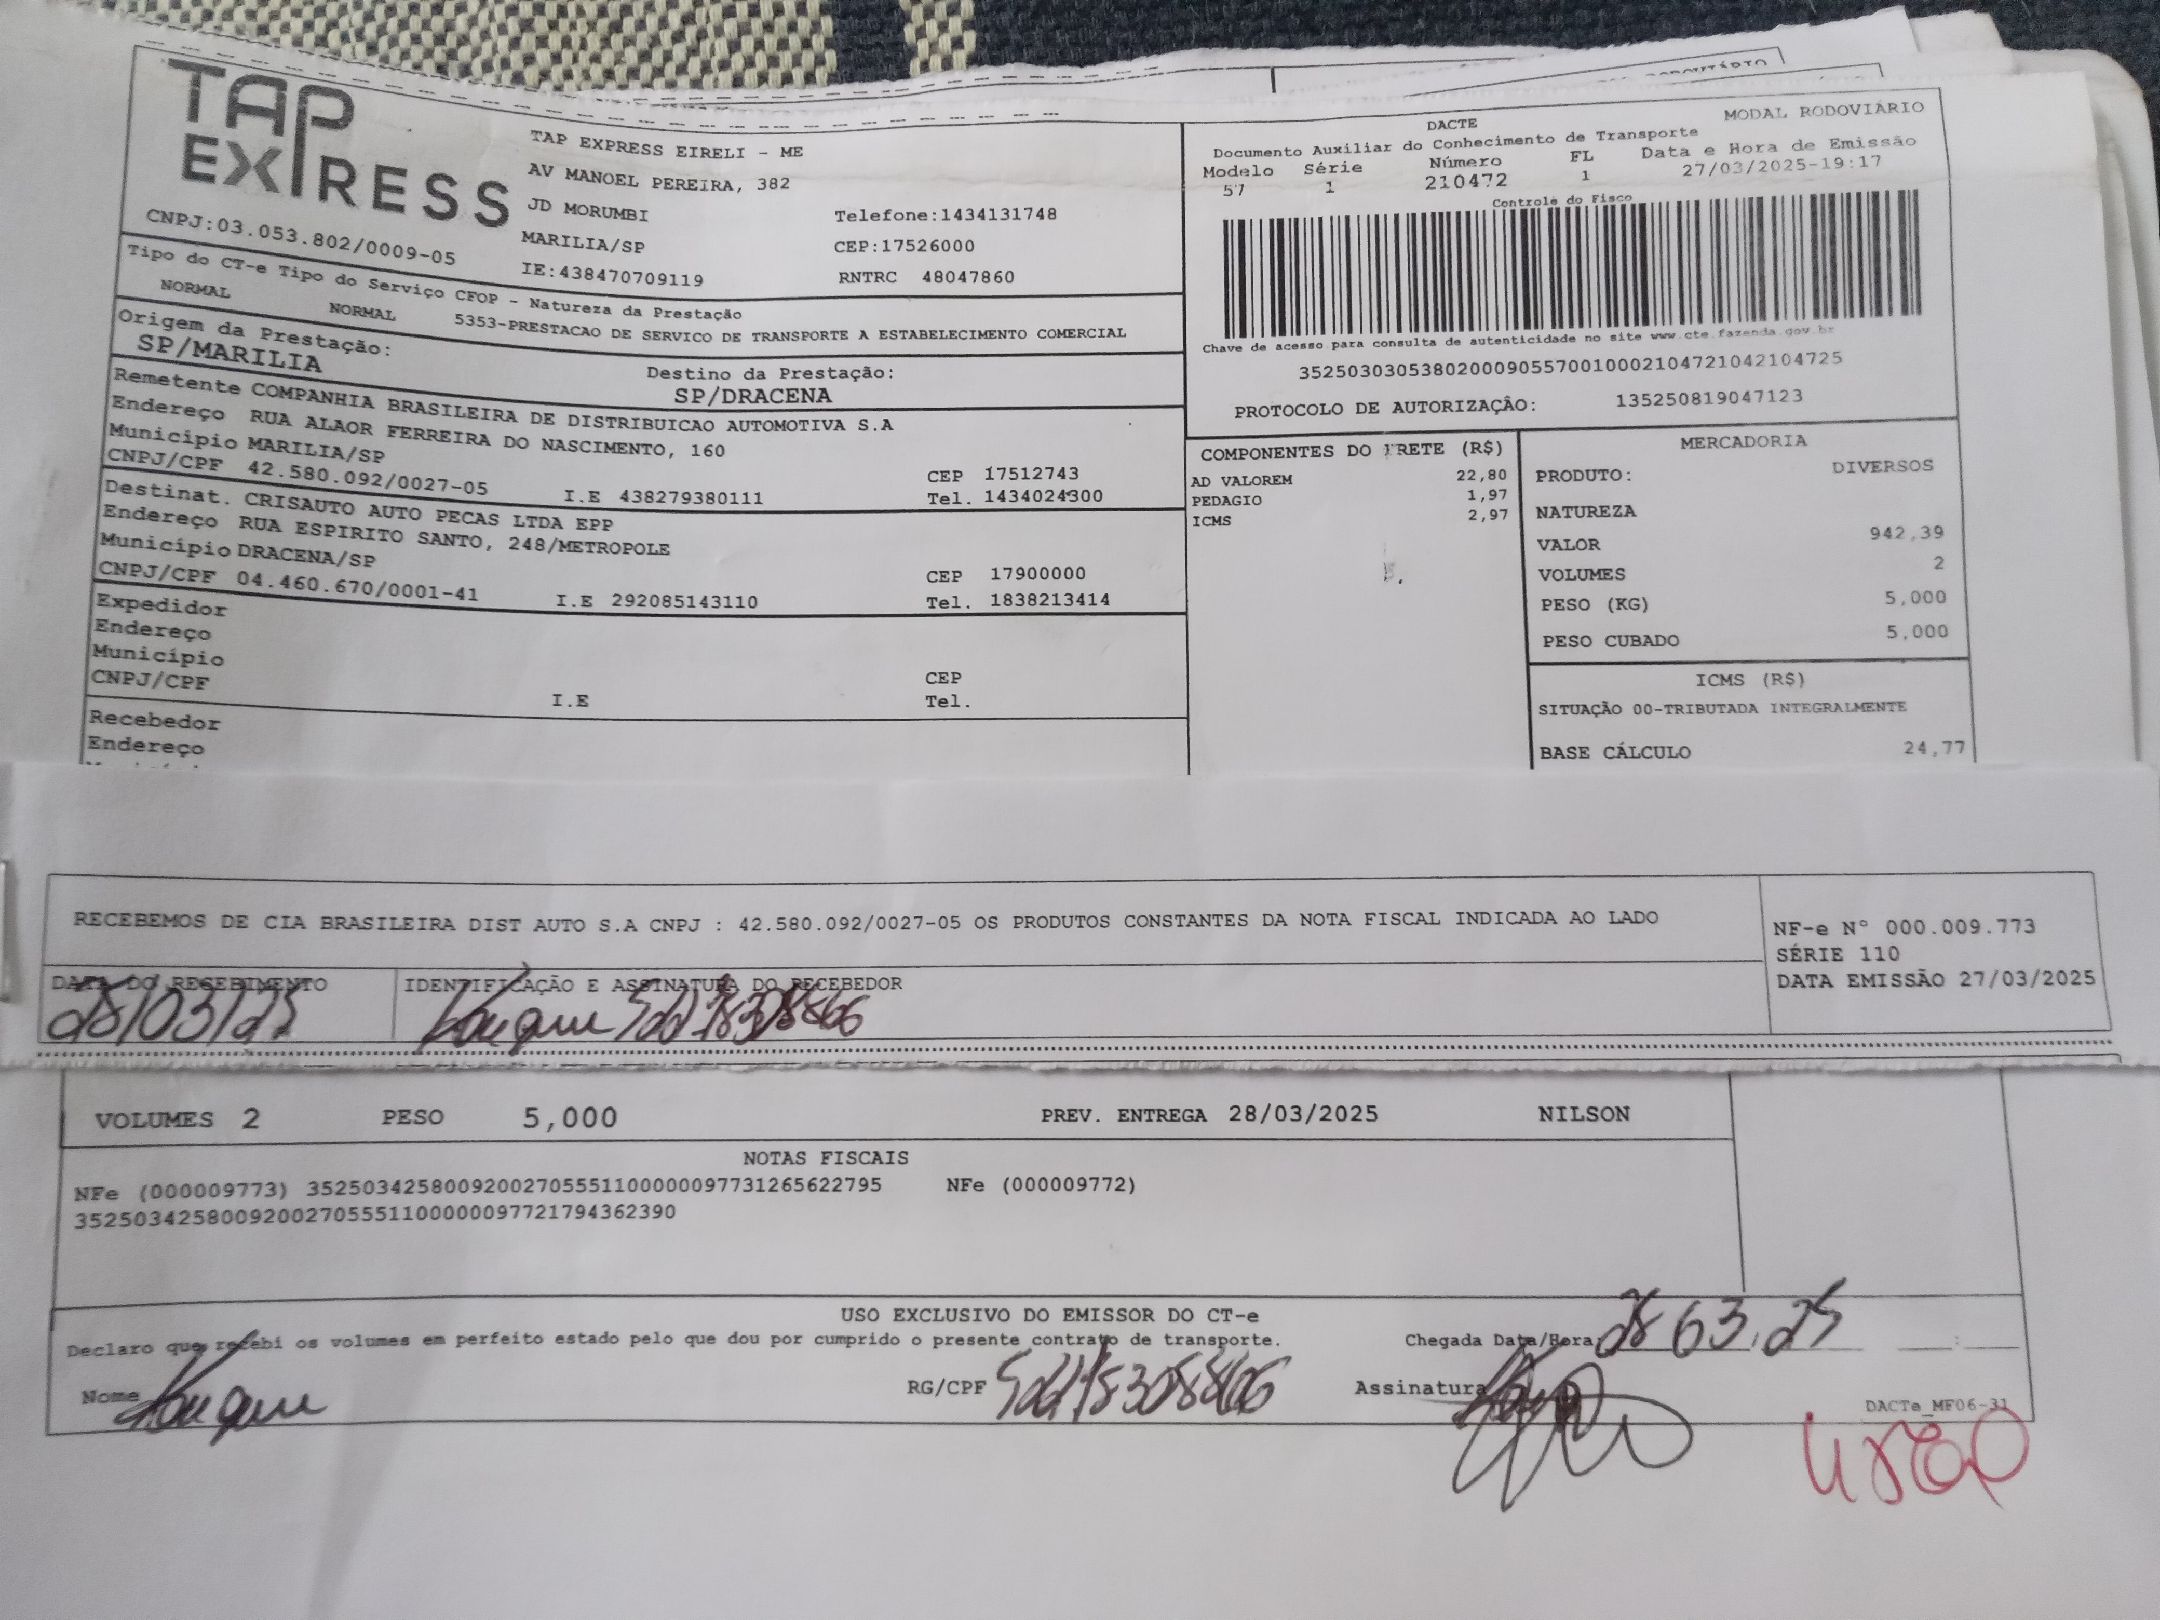 TAP EXPRESS
TAP EXPRESS EIRELI - ME
AV MANOEL PEREIRA, 382
JD MORUMBI
Telefone:1434131748
MARILIA/SP
CEP:17526000
CNPJ:03.053.802/0009-05
IE:438470709119
RNTRC 48047860
MODAL RODOVIÁRIO
DACTE
Documento Auxiliar do Conhecimento de Transporte
Modelo Série Número FL Data e Hora de Emissão
57 1 210472 1 27/03/2025-19:17
Controle do Fisco
Chave de acesso para consulta de autenticidade no site www.cte.fazenda.gov.br
35250303053802000905570010002104721042104725
PROTOCOLO DE AUTORIZAÇÃO: 135250819047123
Tipo do CT-e Tipo do Serviço CFOP - Natureza da Prestação
NORMAL NORMAL 5353-PRESTACAO DE SERVICO DE TRANSPORTE A ESTABELECIMENTO COMERCIAL
Origem da Prestação:
SP/MARILIA
Destino da Prestação:
SP/DRACENA
Remetente COMPANHIA BRASILEIRA DE DISTRIBUICAO AUTOMOTIVA S.A
Endereço RUA ALAOR FERREIRA DO NASCIMENTO, 160
Município MARILIA/SP CEP 17512743
CNPJ/CPF 42.580.092/0027-05 I.E 438279380111 Tel. 1434024300
Destinat. CRISAUTO AUTO PECAS LTDA EPP
Endereço RUA ESPIRITO SANTO, 248/METROPOLE
Município DRACENA/SP CEP 17900000
CNPJ/CPF 04.460.670/0001-41 I.E 292085143110 Tel. 1838213414
Expedidor
Endereço
Município CEP
CNPJ/CPF I.E Tel.
Recebedor
Endereço
COMPONENTES DO FRETE (R$)
AD VALOREM 22,80
PEDAGIO 1,97
ICMS 2,97
MERCADORIA
PRODUTO: DIVERSOS
NATUREZA
VALOR 942,39
VOLUMES 2
PESO (KG) 5,000
PESO CUBADO 5,000
ICMS (R$)
SITUAÇÃO 00-TRIBUTADA INTEGRALMENTE
BASE CÁLCULO 24,77
RECEBEMOS DE CIA BRASILEIRA DIST AUTO S.A CNPJ : 42.580.092/0027-05 OS PRODUTOS CONSTANTES DA NOTA FISCAL INDICADA AO LADO
NF-e N° 000.009.773
SÉRIE 110
DATA EMISSÃO 27/03/2025
DATA DO RECEBIMENTO IDENTIFICAÇÃO E ASSINATURA DO RECEBEDOR
28/03/25
VOLUMES 2 PESO 5,000 PREV. ENTREGA 28/03/2025 NILSON
NOTAS FISCAIS
NFe (000009773) 35250342580092002705551100000097731265622795 NFe (000009772)
35250342580092002705551100000097721794362390
USO EXCLUSIVO DO EMISSOR DO CT-e
Declaro que recebi os volumes em perfeito estado pelo que dou por cumprido o presente contrato de transporte.
Chegada Data/Hora 28 03 25
Nome RG/CPF Assinatura
DACTe_MF06-31